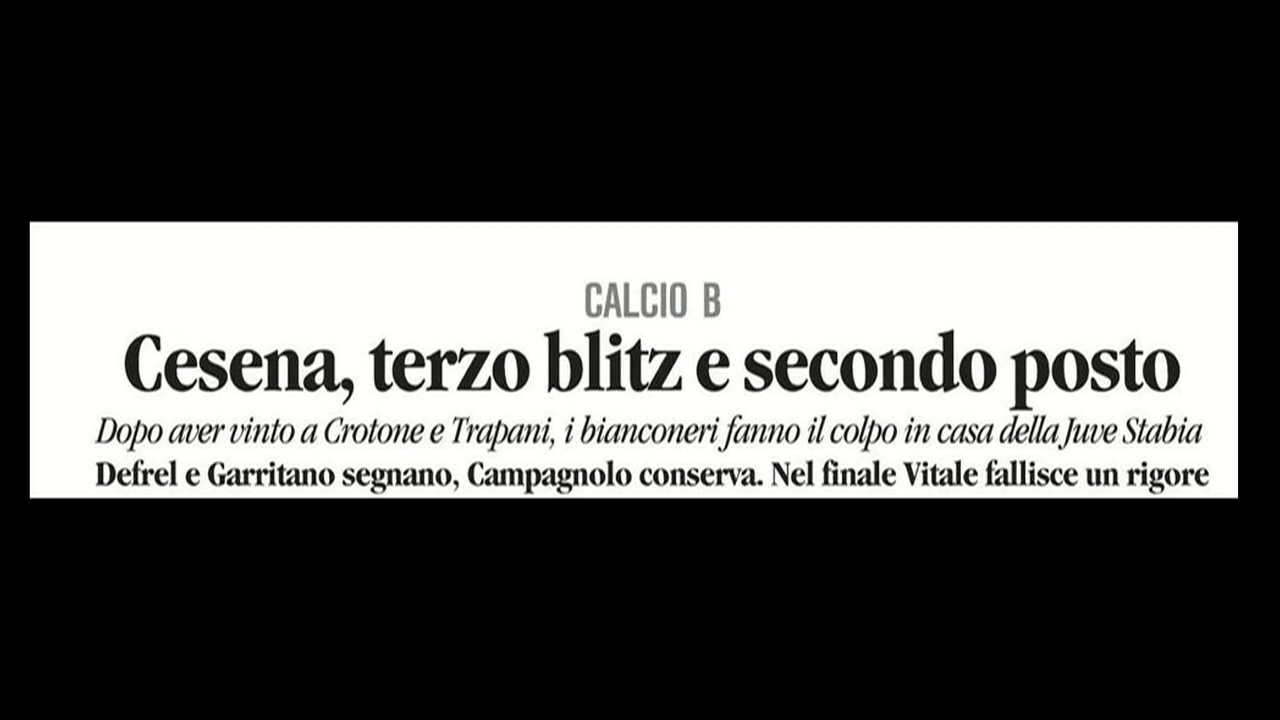 CALCIO B
Cesena, terzo blitz e secondo posto
Dopo aver vinto a Crotone e Trapani, i bianconeri fanno il colpo in casa della Juve Stabia
Defrel e Garritano segnano, Campagnolo conserva. Nel finale Vitale fallisce un rigore